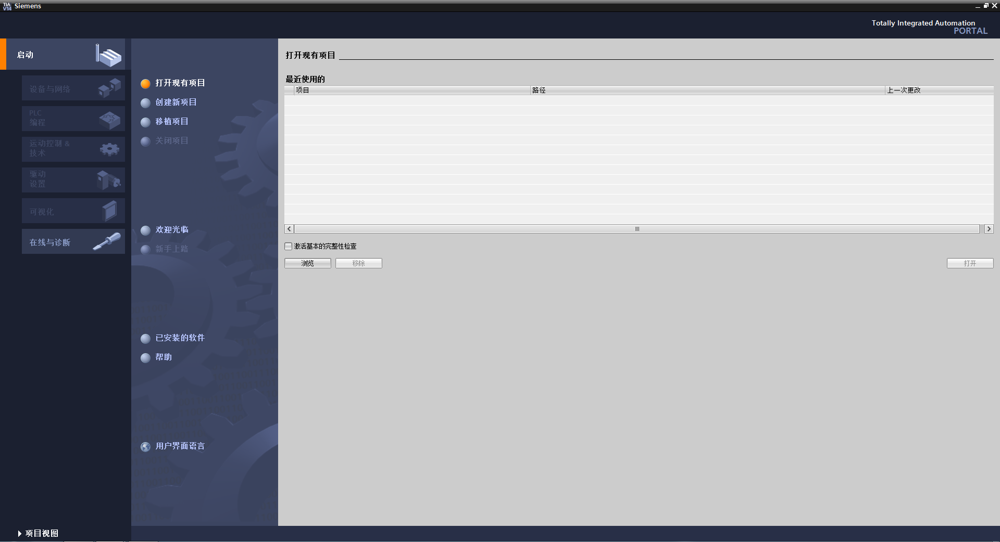 TIA
V14
Siemens
Totally Integrated Automation
PORTAL
启动
设备与网络
PLC
编程
运动控制 &
技术
驱动
设置
可视化
在线与诊断
项目视图
打开现有项目
创建新项目
移植项目
关闭项目
欢迎光临
新手上路
已安装的软件
帮助
用户界面语言
打开现有项目
最近使用的
项目 路径 上一次更改
激活基本的完整性检查
浏览 移除 打开